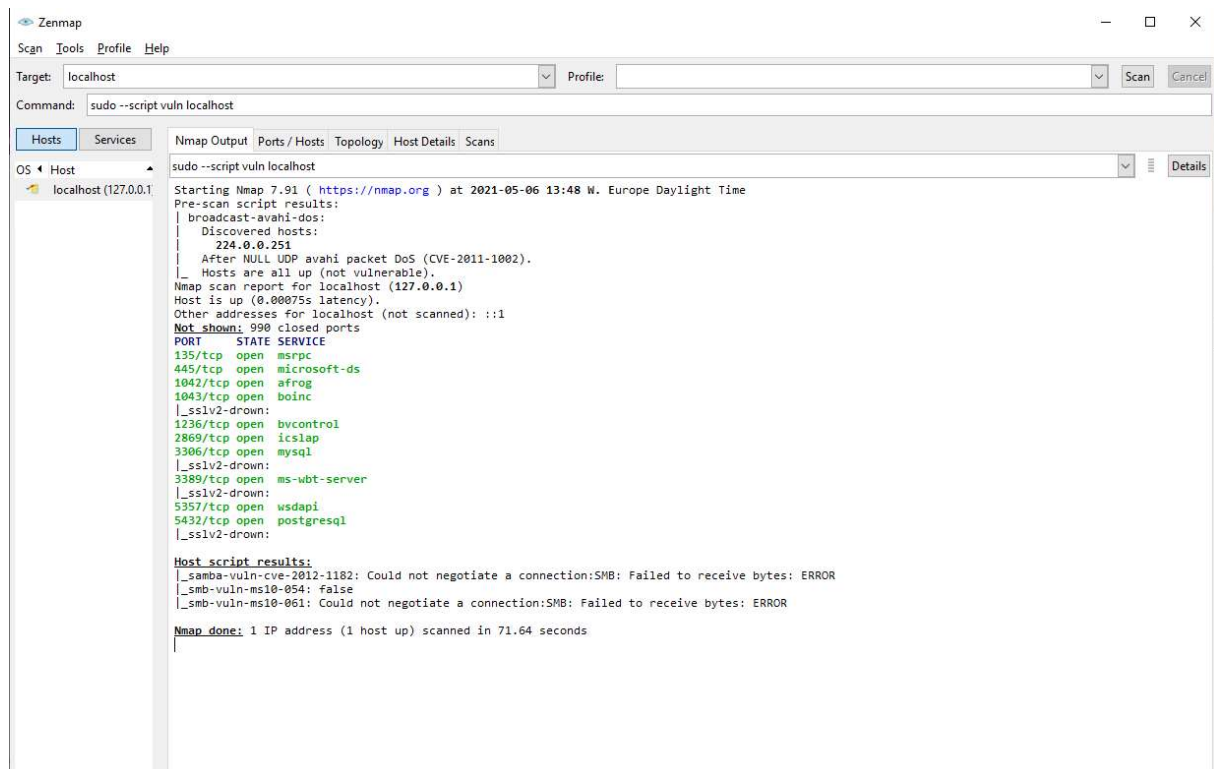 Zenmap
Scan Tools Profile Help
Target: localhost Profile: Scan Cancel
Command: sudo --script vuln localhost
Hosts Services Nmap Output Ports / Hosts Topology Host Details Scans
OS Host sudo --script vuln localhost Details
localhost (127.0.0.1
Starting Nmap 7.91 ( https://nmap.org ) at 2021-05-06 13:48 W. Europe Daylight Time
Pre-scan script results:
| broadcast-avahi-dos:
|   Discovered hosts:
|     224.0.0.251
|   After NULL UDP avahi packet DoS (CVE-2011-1002).
|_  Hosts are all up (not vulnerable).
Nmap scan report for localhost (127.0.0.1)
Host is up (0.00075s latency).
Other addresses for localhost (not scanned): ::1
Not shown: 990 closed ports
PORT     STATE SERVICE
135/tcp  open  msrpc
445/tcp  open  microsoft-ds
1042/tcp open  afrog
1043/tcp open  boinc
|_sslv2-drown:
1236/tcp open  bvcontrol
2869/tcp open  icslap
3306/tcp open  mysql
|_sslv2-drown:
3389/tcp open  ms-wbt-server
|_sslv2-drown:
5357/tcp open  wsdapi
5432/tcp open  postgresql
|_sslv2-drown:
Host script results:
|_samba-vuln-cve-2012-1182: Could not negotiate a connection:SMB: Failed to receive bytes: ERROR
|_smb-vuln-ms10-054: false
|_smb-vuln-ms10-061: Could not negotiate a connection:SMB: Failed to receive bytes: ERROR
Nmap done: 1 IP address (1 host up) scanned in 71.64 seconds